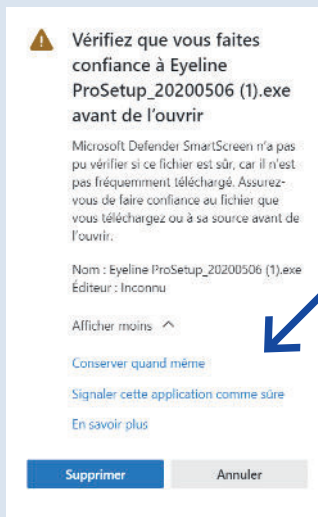 Vérifiez que vous faites
confiance à Eyeline
ProSetup_20200506 (1).exe
avant de l'ouvrir
Microsoft Defender SmartScreen n'a pas
pu vérifier si ce fichier est sûr, car il n'est
pas fréquemment téléchargé. Assurez-
vous de faire confiance au fichier que
vous téléchargez ou à sa source avant de
l'ouvrir.
Nom : Eyeline ProSetup_20200506 (1).exe
Éditeur : Inconnu
Afficher moins
Conserver quand même
Signaler cette application comme sûre
En savoir plus
Supprimer Annuler